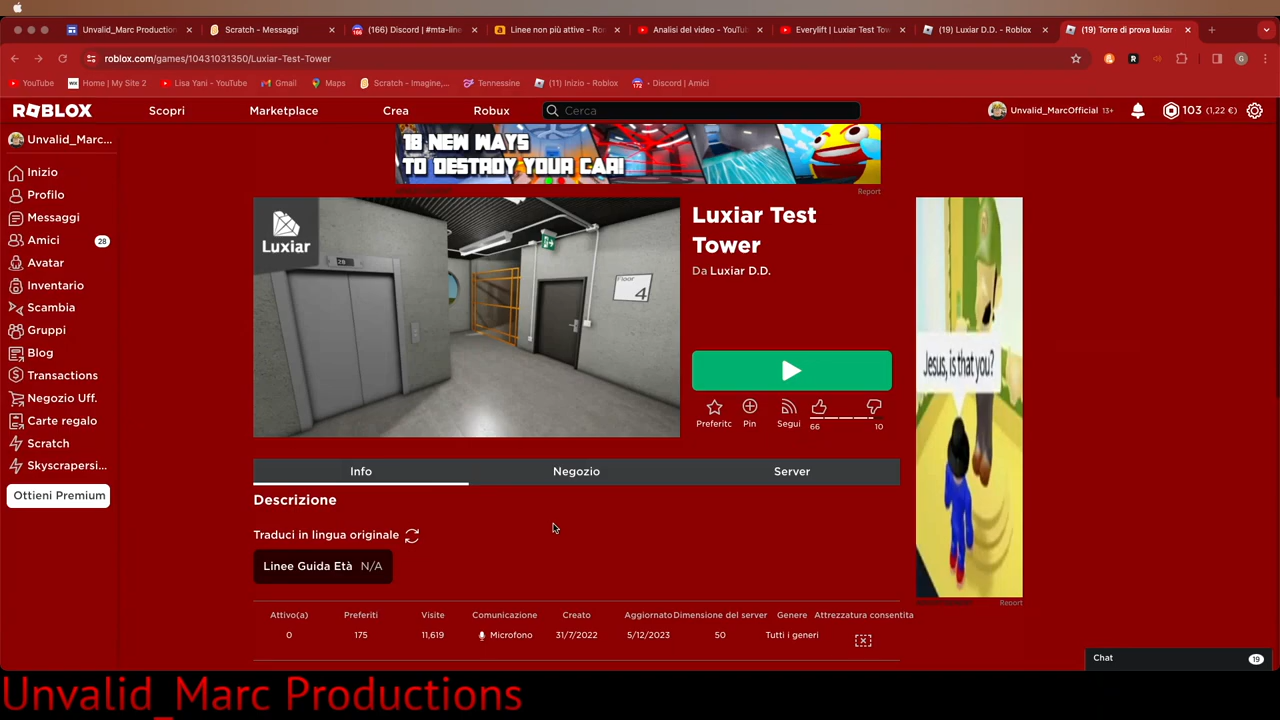 Unvalid_Marc Production
Scratch - Messaggi
(166) Discord | #mta-line
Linee non più attive - Ro
Analisi del video - YouTu
Everylift | Luxiar Test Tow
(19) Luxiar D.D. - Roblox
(19) Torre di prova luxiar
roblox.com/games/10431031350/Luxiar-Test-Tower
YouTube
Home | My Site 2
Lisa Yani - YouTube
Gmail
Maps
Scratch - Imagine,...
Tennessine
(11) Inizio - Roblox
• Discord | Amici
ROBLOX
Scopri
Marketplace
Crea
Robux
Cerca
Unvalid_MarcOfficial 13+
103 (1,22 €)
Unvalid_Marc...
Inizio
Profilo
Messaggi
Amici 28
Avatar
Inventario
Scambia
Gruppi
Blog
Transactions
Negozio Uff.
Carte regalo
Scratch
Skyscrapersi...
Ottieni Premium
18 NEW WAYS
TO DESTROY YOUR CAR!
Report
Luxiar
28
Floor
4
Luxiar Test
Tower
Da Luxiar D.D.
Preferitc
Pin
Segui
66
10
Jesus, is that you?
Report
Info
Negozio
Server
Descrizione
Traduci in lingua originale
Linee Guida Età N/A
Attivo(a) Preferiti Visite Comunicazione Creato Aggiornato Dimensione del server Genere Attrezzatura consentita
0 175 11,619 Microfono 31/7/2022 5/12/2023 50 Tutti i generi
Chat 19
Unvalid_Marc Productions